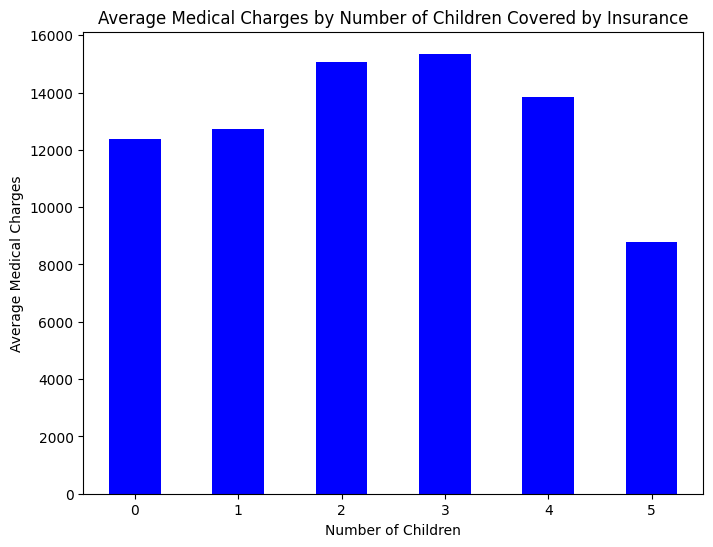 Average Medical Charges by Number of Children Covered by Insurance
16000
14000
12000
10000
8000
6000
4000
2000
0
Average Medical Charges
0 1 2 3 4 5
Number of Children